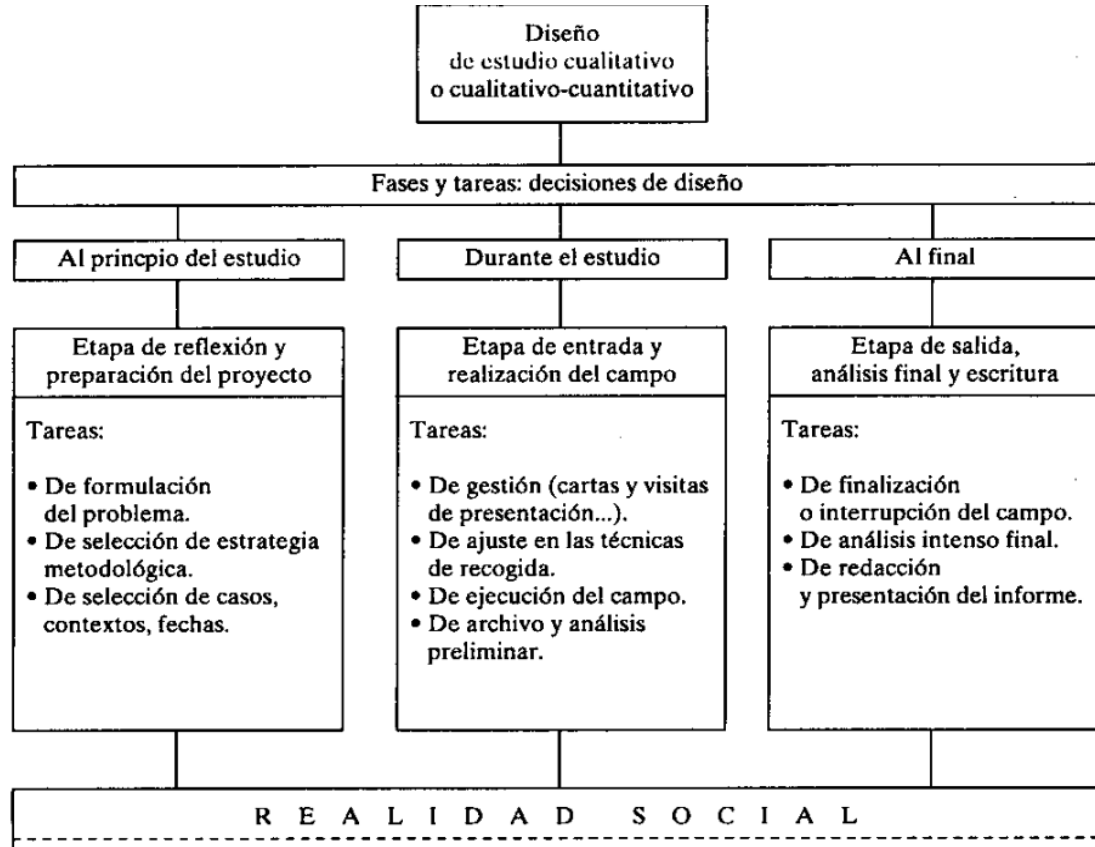 Diseño
de estudio cualitativo
o cualitativo-cuantitativo
Fases y tareas: decisiones de diseño
Al princpio del estudio
Etapa de reflexión y
preparación del proyecto
Tareas:
• De formulación
del problema.
• De selección de estrategia
metodológica.
• De selección de casos,
contextos, fechas.
Durante el estudio
Etapa de entrada y
realización del campo
Tareas:
• De gestión (cartas y visitas
de presentación...).
• De ajuste en las técnicas
de recogida.
• De ejecución del campo.
• De archivo y análisis
preliminar.
Al final
Etapa de salida,
análisis final y escritura
Tareas:
• De finalización
o interrupción del campo.
• De análisis intenso final.
• De redacción
y presentación del informe.
R E A L I D A D S O C I A L